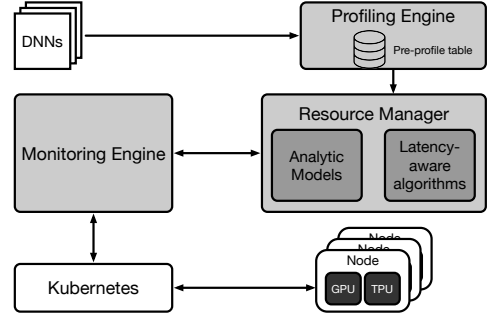 DNNs
Profiling Engine
Pre-profile table
Monitoring Engine
Resource Manager
Analytic
Models
Latency-
aware
algorithms
Kubernetes
Node
Node
Node
GPU
TPU